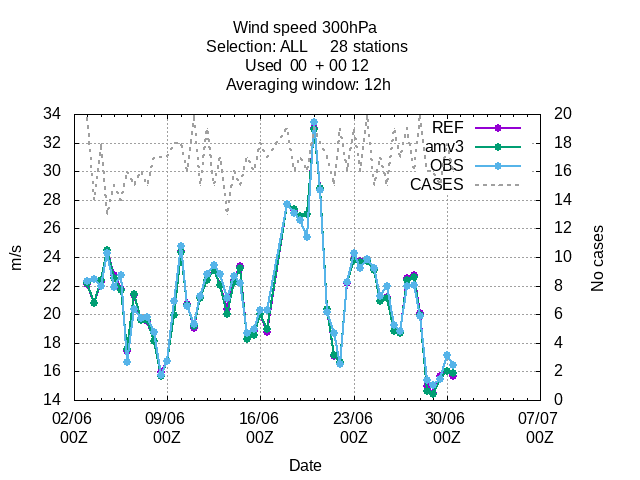 Wind speed 300hPa
Selection: ALL 28 stations
Used 00 + 00 12
Averaging window: 12h
34 20
REF
32 18
amv3
30 16
OBS
CASES
28 14
26 12
24 10
22 8
20 6
18 4
16 2
14 0
m/s
No cases
02/06 09/06 16/06 23/06 30/06 07/07
00Z 00Z 00Z 00Z 00Z 00Z
Date